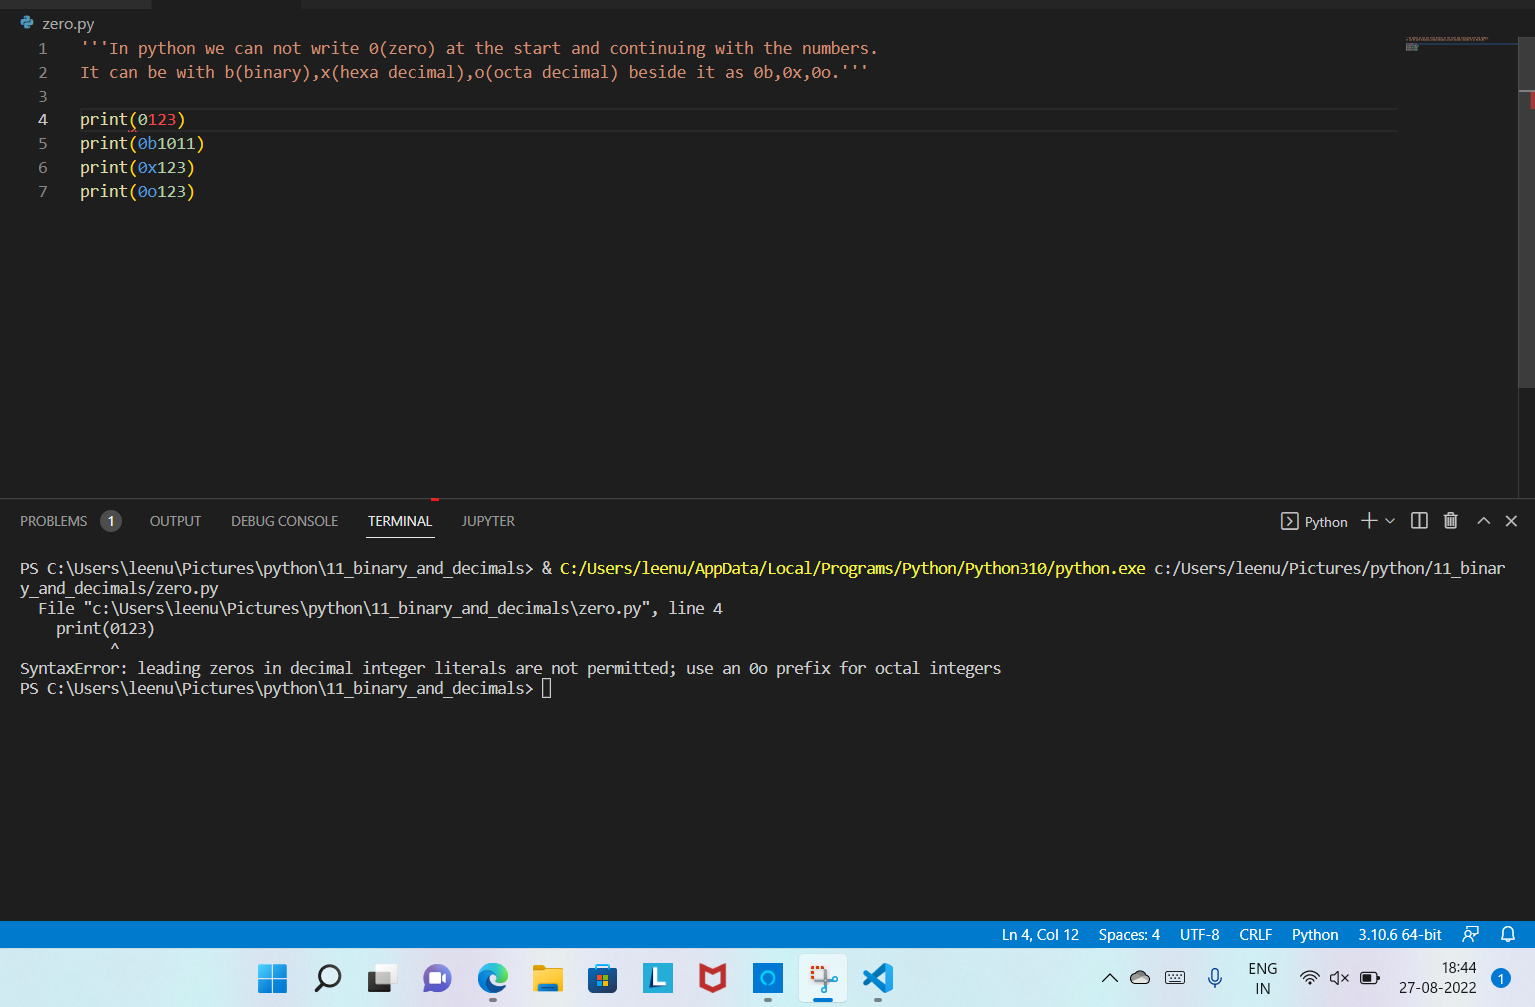 zero.py
1 '''In python we can not write 0(zero) at the start and continuing with the numbers.
2 It can be with b(binary),x(hexa decimal),o(octa decimal) beside it as 0b,0x,0o.'''
3
4 print(0123)
5 print(0b1011)
6 print(0x123)
7 print(0o123)
PROBLEMS 1 OUTPUT DEBUG CONSOLE TERMINAL JUPYTER Python
PS C:\Users\leenu\Pictures\python\11_binary_and_decimals> & C:/Users/leenu/AppData/Local/Programs/Python/Python310/python.exe c:/Users/leenu/Pictures/python/11_binar
y_and_decimals/zero.py
File "c:\Users\leenu\Pictures\python\11_binary_and_decimals\zero.py", line 4
print(0123)
^
SyntaxError: leading zeros in decimal integer literals are not permitted; use an 0o prefix for octal integers
PS C:\Users\leenu\Pictures\python\11_binary_and_decimals>
Ln 4, Col 12 Spaces: 4 UTF-8 CRLF Python 3.10.6 64-bit
L
ENG 18:44
IN 27-08-2022 1